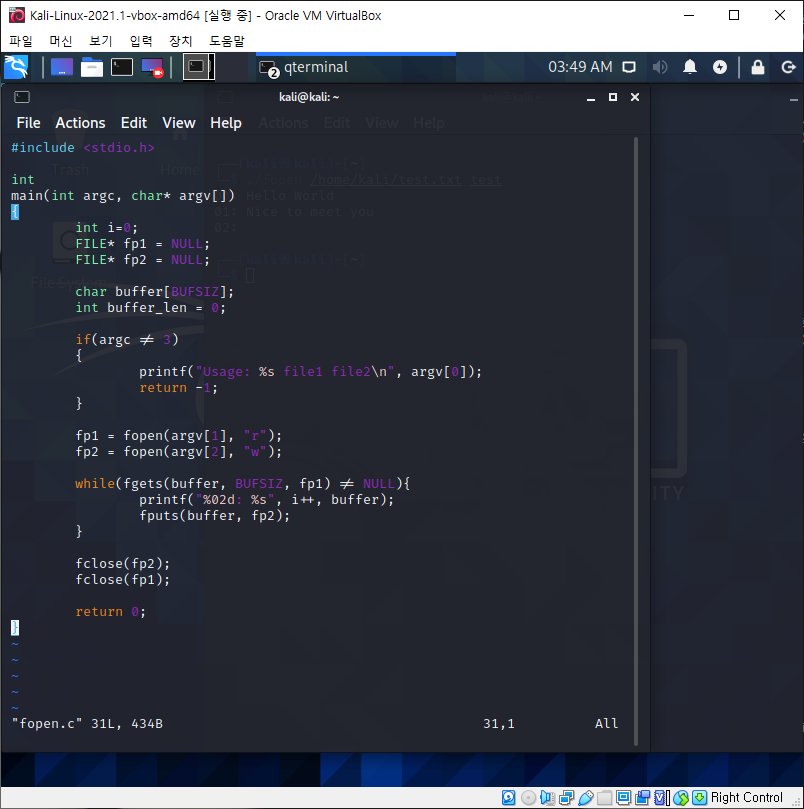 Kali-Linux-2021.1-vbox-amd64 [실행 중] - Oracle VM VirtualBox
파일 머신 보기 입력 장치 도움말
2 qterminal 03:49 AM
kali@kali: ~
File Actions Edit View Help
#include <stdio.h>
int
main(int argc, char* argv[])
{
int i=0;
FILE* fp1 = NULL;
FILE* fp2 = NULL;
char buffer[BUFSIZ];
int buffer_len = 0;
if(argc ≠ 3)
{
printf("Usage: %s file1 file2\n", argv[0]);
return -1;
}
fp1 = fopen(argv[1], "r");
fp2 = fopen(argv[2], "w");
while(fgets(buffer, BUFSIZ, fp1) ≠ NULL){
printf("%02d: %s", i++, buffer);
fputs(buffer, fp2);
}
fclose(fp2);
fclose(fp1);
return 0;
}
~
~
~
~
~
"fopen.c" 31L, 434B 31,1 All
Right Control